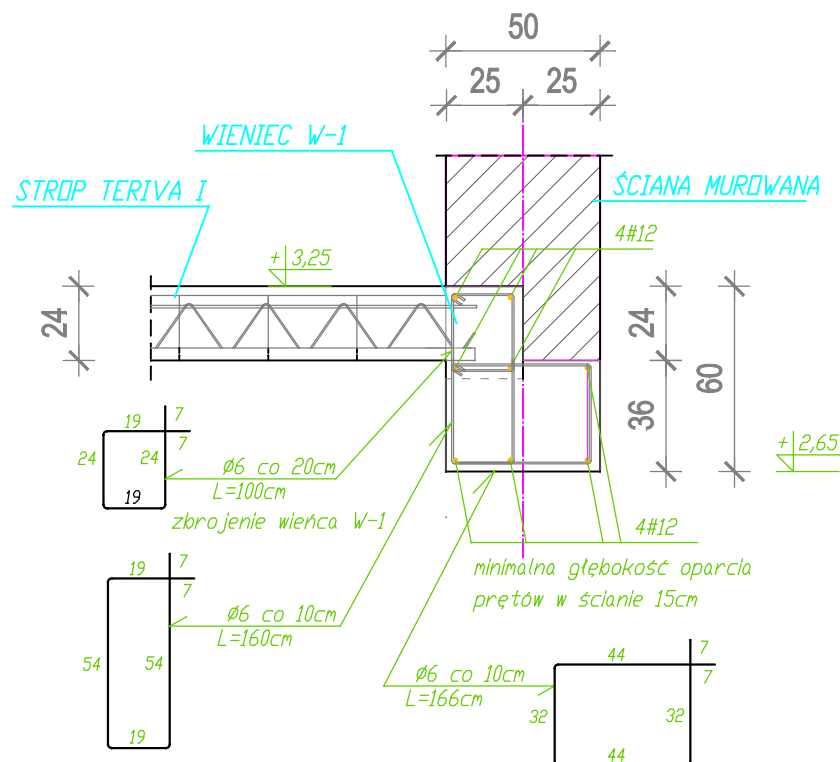 50
25 25
WIENIEC W-1
STROP TERIVA I
ŚCIANA MUROWANA
4#12
+ 3,25
24
24
60
36
+ 2,65
19
7
7
24
24
19
Ø6 co 20cm
L=100cm
zbrojenie wieńca W-1
4#12
minimalna głębokość oparcia
prętów w ścianie 15cm
19
7
7
54
54
19
Ø6 co 10cm
L=160cm
Ø6 co 10cm
L=166cm
44
7
7
32
32
44